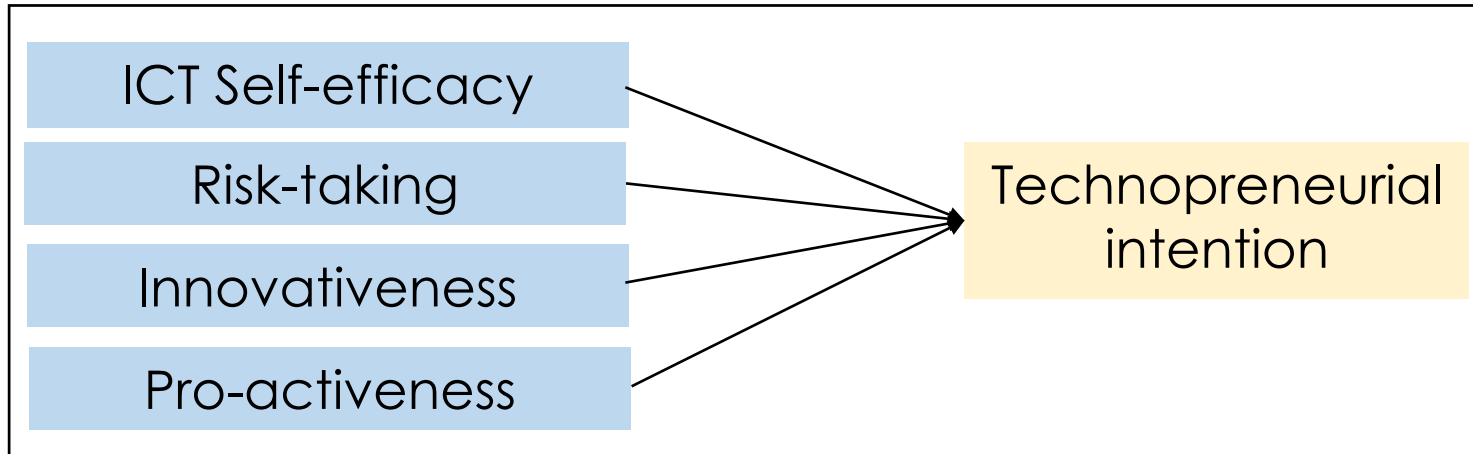 ICT Self-efficacy
Risk-taking
Innovativeness
Pro-activeness
Technopreneurial
intention